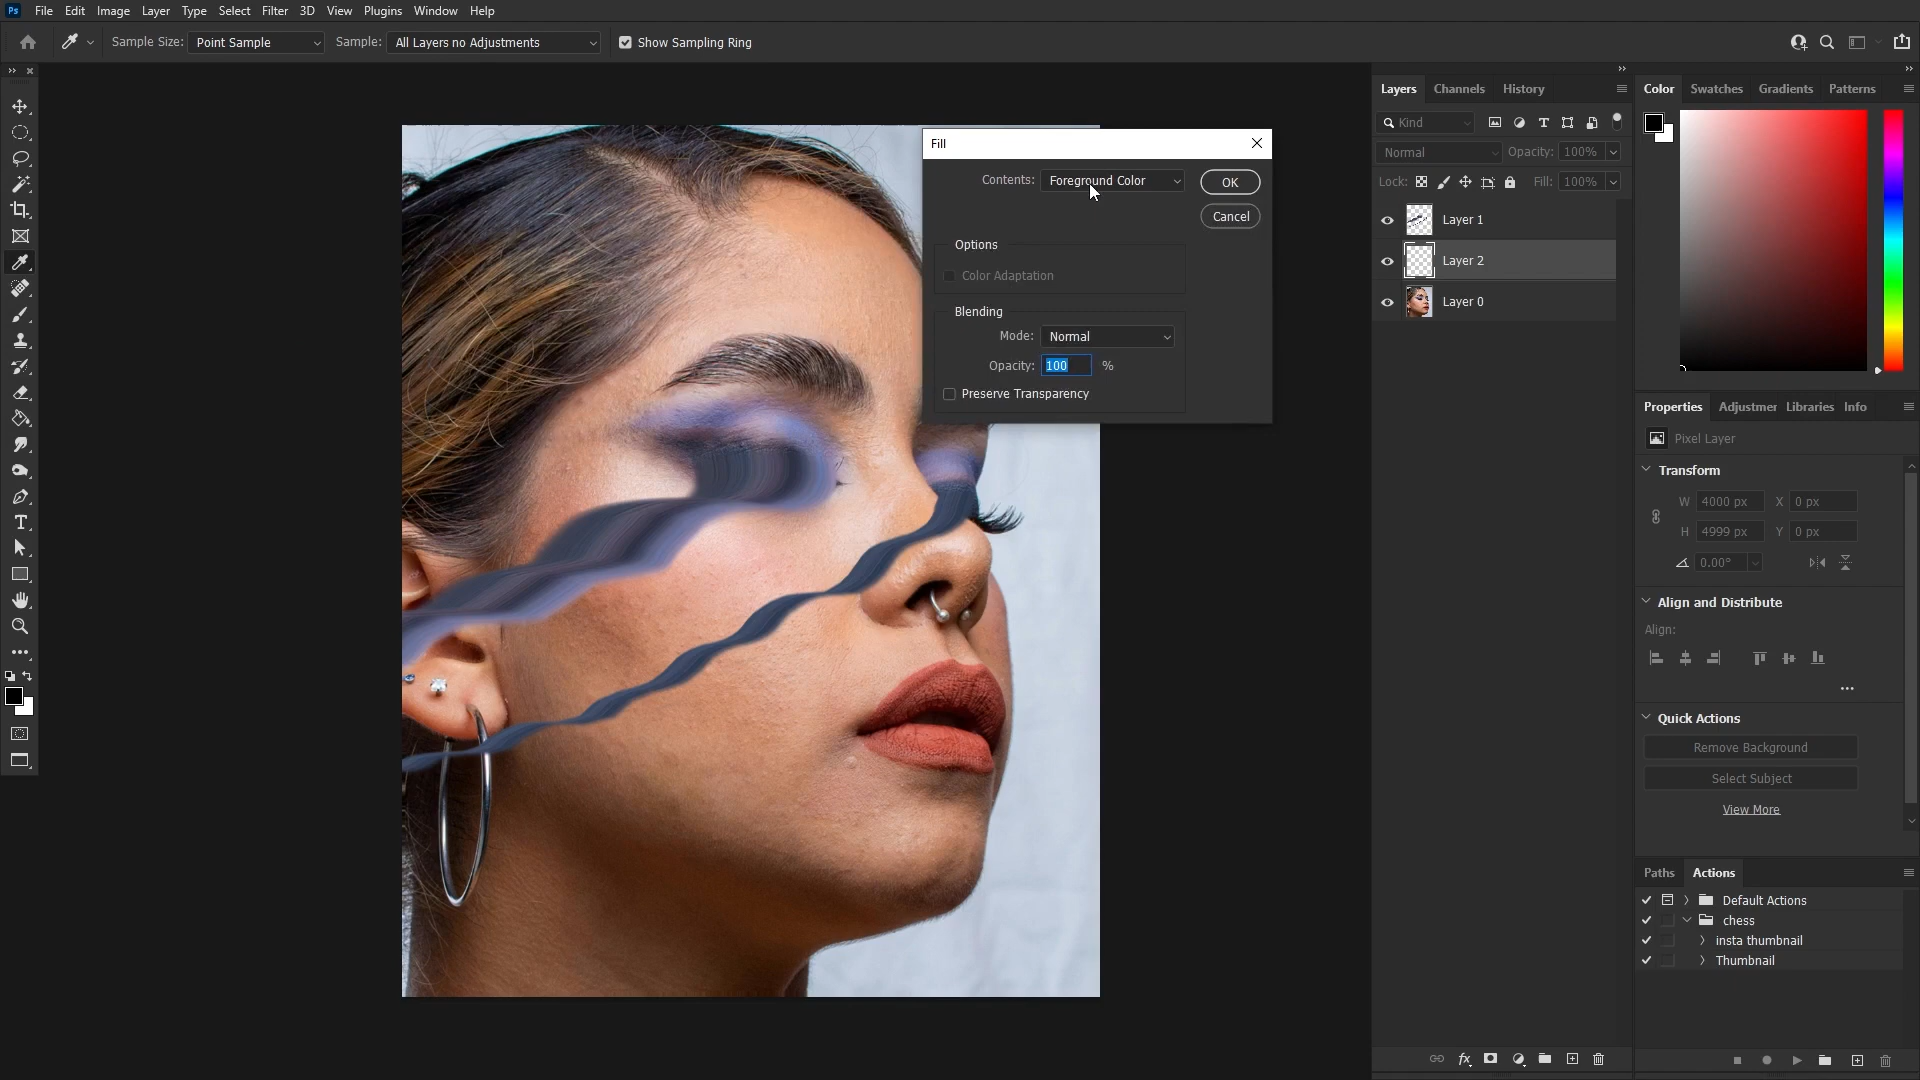 Ps File Edit Image Layer Type Select Filter 3D View Plugins Window Help
Sample Size: Point Sample Sample: All Layers no Adjustments Show Sampling Ring
Layers Channels History
Kind
Normal Opacity: 100%
Lock: Fill: 100%
Layer 1
Layer 2
Layer 0
Fill
Contents: Foreground Color
OK
Cancel
Options
Color Adaptation
Blending
Mode: Normal
Opacity: 100 %
Preserve Transparency
Color Swatches Gradients Patterns
Properties Adjustmer Libraries Info
Pixel Layer
Transform
W 4000 px X 0 px
H 4999 px Y 0 px
0.00°
Align and Distribute
Align:
Quick Actions
Remove Background
Select Subject
View More
Paths Actions
Default Actions
chess
insta thumbnail
Thumbnail
fx